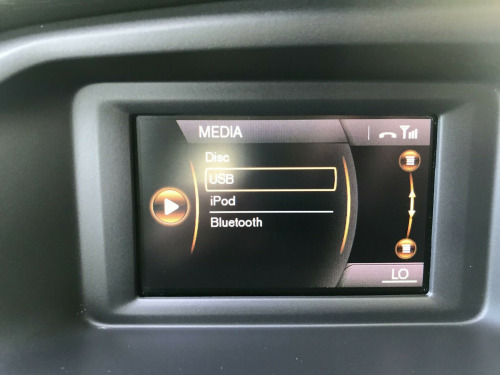 MEDIA
Disc
USB
iPod
Bluetooth
LO